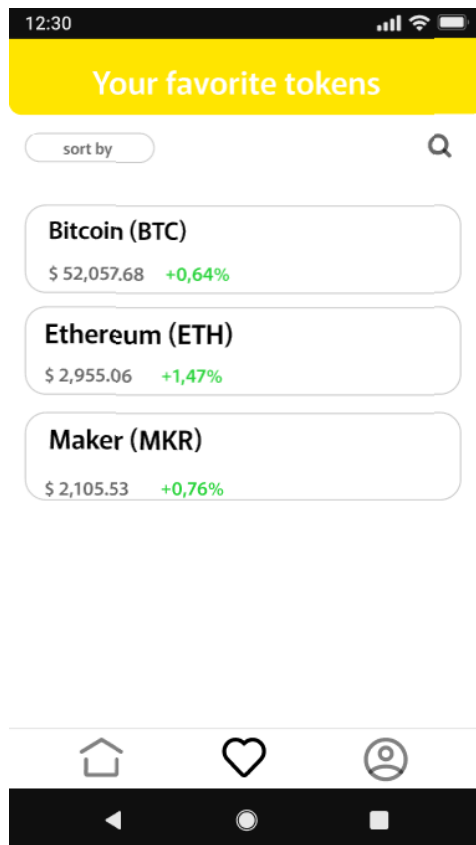 12:30
Your favorite tokens
sort by
Bitcoin (BTC)
$ 52,057.68 +0,64%
Ethereum (ETH)
$ 2,955.06 +1,47%
Maker (MKR)
$ 2,105.53 +0,76%